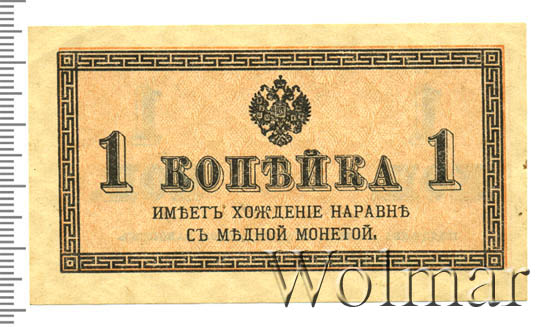 1 КОПѢЙКА 1
ИМѢЕТЪ ХОЖДЕНІЕ НАРАВНѢ
СЪ МѢДНОЙ МОНЕТОЙ.
Wolmar